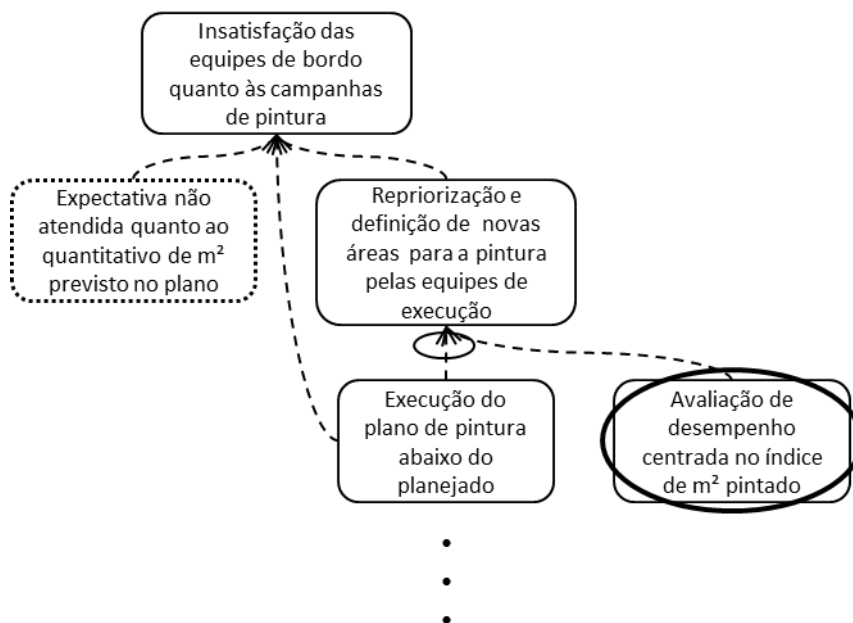 Insatisfação das
equipes de bordo
quanto às campanhas
de pintura
Expectativa não
atendida quanto ao
quantitativo de m²
previsto no plano
Repriorização e
definição de novas
áreas para a pintura
pelas equipes de
execução
Execução do
plano de pintura
abaixo do
planejado
Avaliação de
desempenho
centrada no índice
de m² pintado